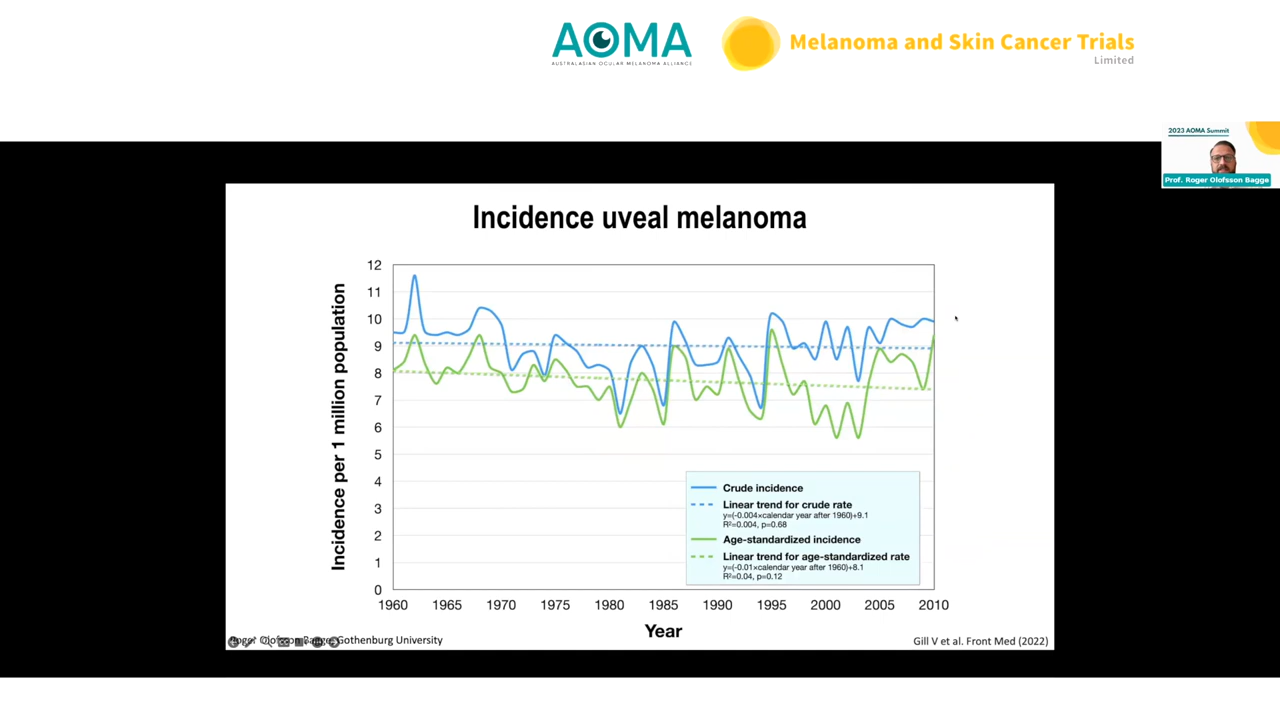 AOMA
AUSTRALASIAN OCULAR MELANOMA ALLIANCE
Melanoma and Skin Cancer Trials
Limited
2023 AOMA Summit
Prof. Roger Olofsson Bagge
Incidence uveal melanoma
Incidence per 1 million population
12
11
10
9
8
7
6
5
4
3
2
1
0
Crude incidence
Linear trend for crude rate
y=(-0.004×calendar year after 1960)+9.1
R²=0.004, p=0.68
Age-standardized incidence
Linear trend for age-standardized rate
y=(-0.01×calendar year after 1960)+8.1
R²=0.04, p=0.12
1960 1965 1970 1975 1980 1985 1990 1995 2000 2005 2010
Year
Roger Olofsson Bagge, Gothenburg University
Gill V et al. Front Med (2022)